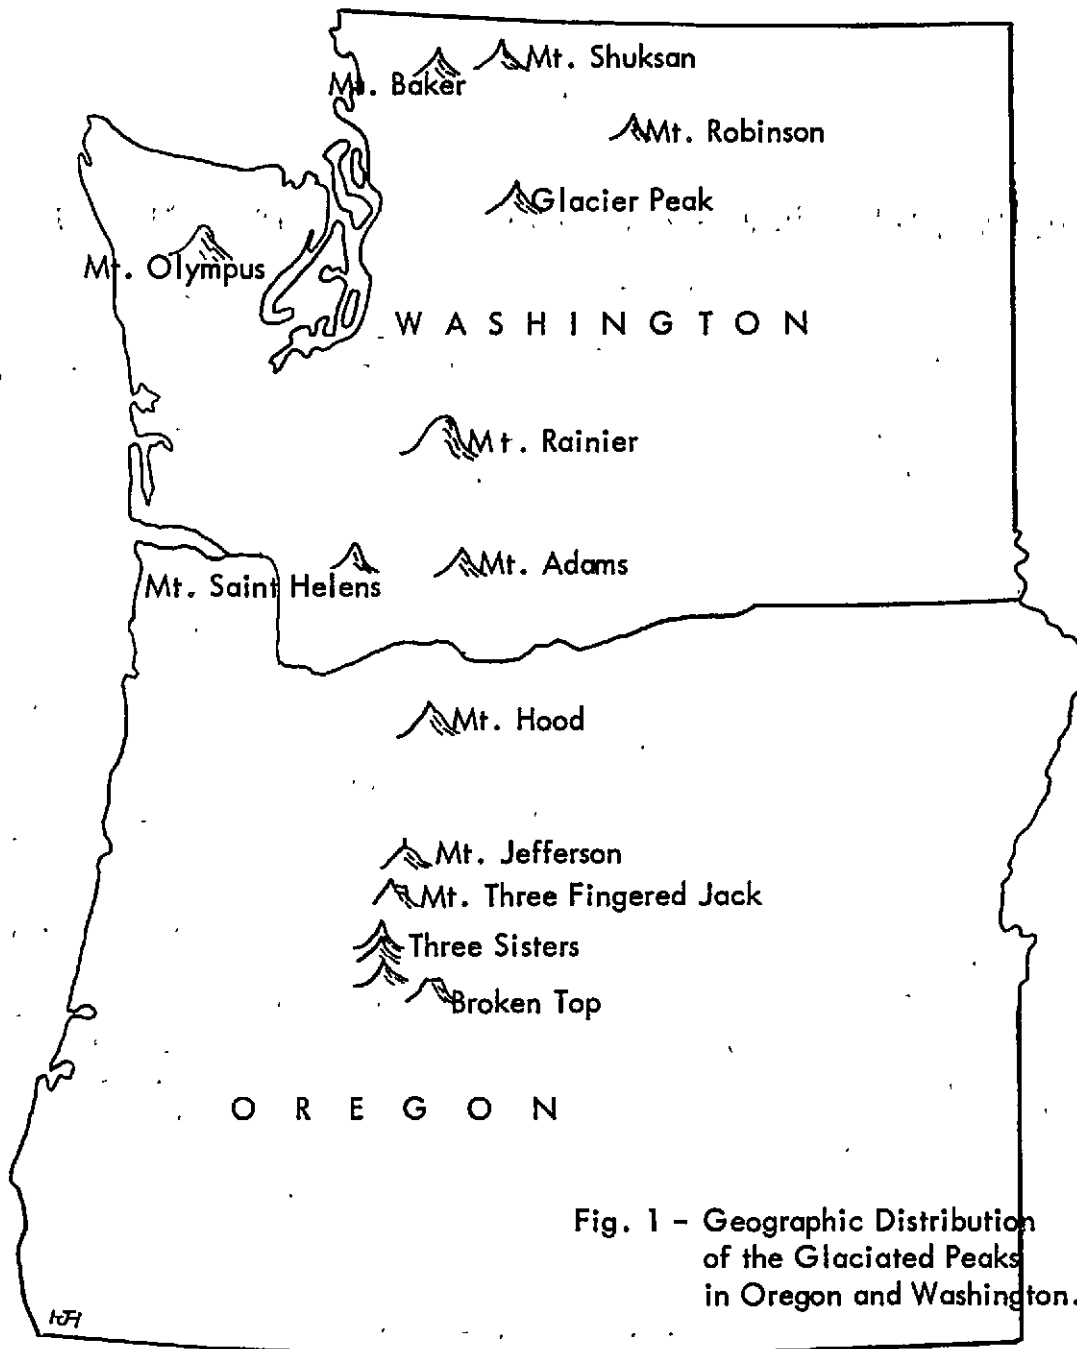 Mt. Shuksan
Mt. Baker
Mt. Robinson
Glacier Peak
Mt. Olympus
WASHINGTON
Mt. Rainier
Mt. Adams
Mt. Saint Helens
Mt. Hood
Mt. Jefferson
Mt. Three Fingered Jack
Three Sisters
Broken Top
OREGON
Fig. 1 - Geographic Distribution
of the Glaciated Peaks
in Oregon and Washington.